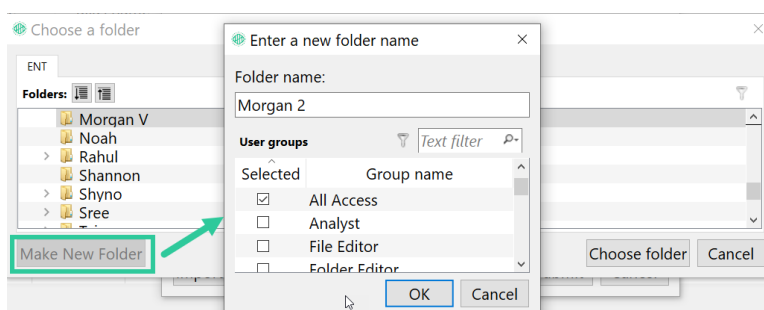 Choose a folder
ENT
Folders:
Morgan V
Noah
Rahul
Shannon
Shyno
Sree
Make New Folder
Choose folder
Cancel
Enter a new folder name
Folder name:
Morgan 2
User groups
Text filter
Selected Group name
All Access
Analyst
File Editor
Folder Editor
OK
Cancel